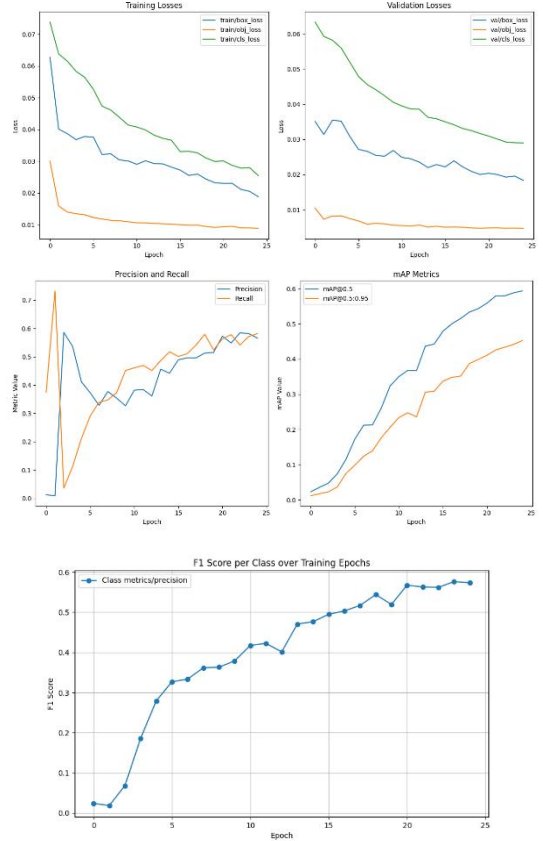 Training Losses
train/box_loss
train/obj_loss
train/cls_loss
0.07
0.06
0.05
0.04
0.03
0.02
0.01
Loss
0 5 10 15 20 25
Epoch
Validation Losses
val/box_loss
val/obj_loss
val/cls_loss
0.06
0.05
0.04
0.03
0.02
0.01
Loss
0 5 10 15 20 25
Epoch
Precision and Recall
Precision
Recall
0.7
0.6
0.5
0.4
0.3
0.2
0.1
0.0
Metric Value
0 5 10 15 20 25
Epoch
mAP Metrics
mAP@0.5
mAP@0.5:0.95
0.6
0.5
0.4
0.3
0.2
0.1
0.0
mAP Value
0 5 10 15 20 25
Epoch
F1 Score per Class over Training Epochs
Class metrics/precision
0.6
0.5
0.4
0.3
0.2
0.1
0.0
F1 Score
0 5 10 15 20 25
Epoch